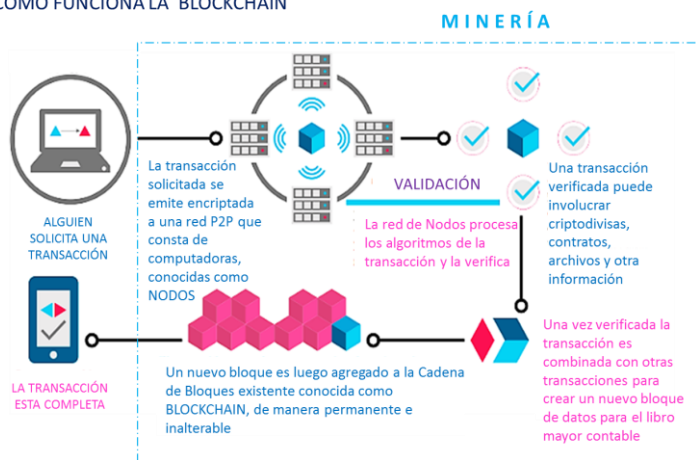 COMO FUNCIONA LA BLOCKCHAIN
MINERÍA
ALGUIEN
SOLICITA UNA
TRANSACCIÓN
La transacción
solicitada se
emite encriptada
a una red P2P que
consta de
computadoras,
conocidas como
NODOS
VALIDACIÓN
La red de Nodos procesa
los algoritmos de la
transacción y la verifica
Una transacción
verificada puede
involucrar
criptodivisas,
contratos,
archivos y otra
información
Una vez verificada la
transacción es
combinada con otras
transacciones para
crear un nuevo bloque
de datos para el libro
mayor contable
Un nuevo bloque es luego agregado a la Cadena
de Bloques existente conocida como
BLOCKCHAIN, de manera permanente e
inalterable
LA TRANSACCIÓN
ESTA COMPLETA